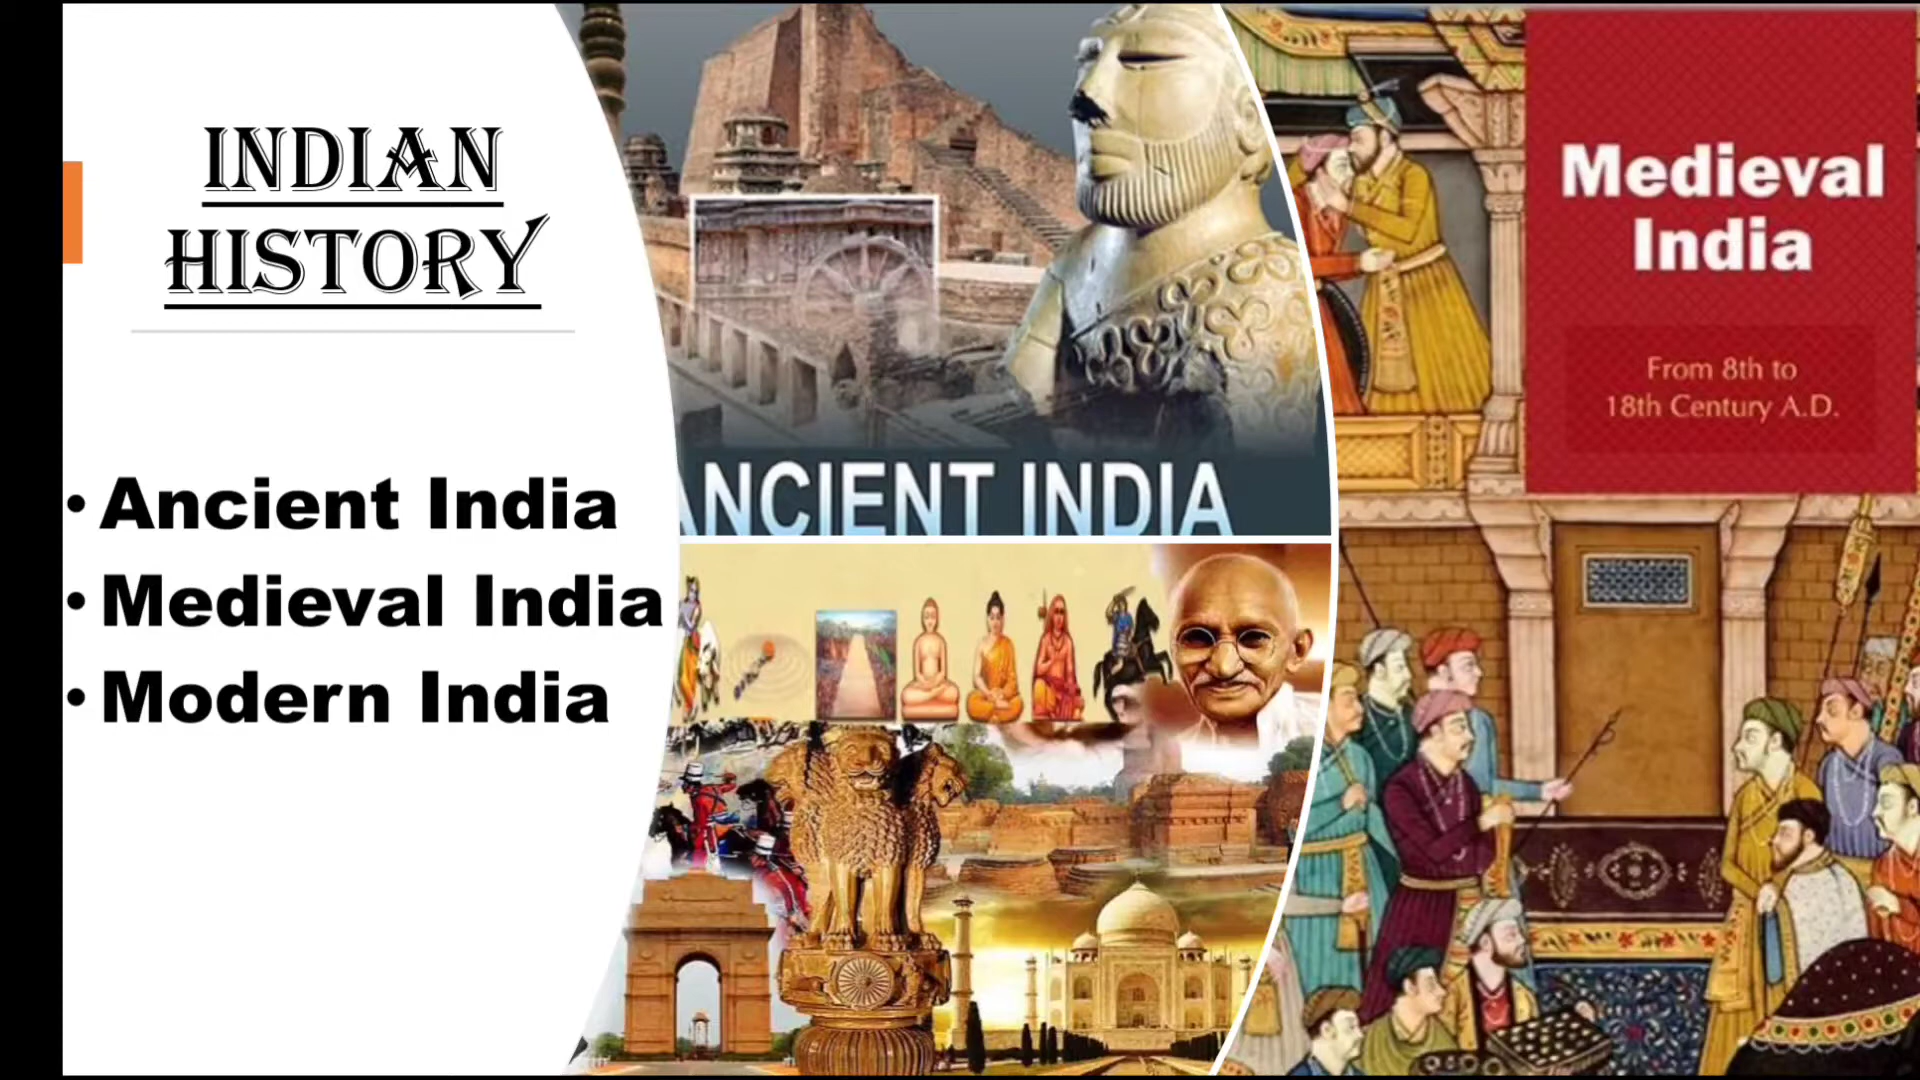 INDIAN
HISTORY
• Ancient India
• Medieval India
• Modern India
ANCIENT INDIA
Medieval
India
From 8th to
18th Century A.D.